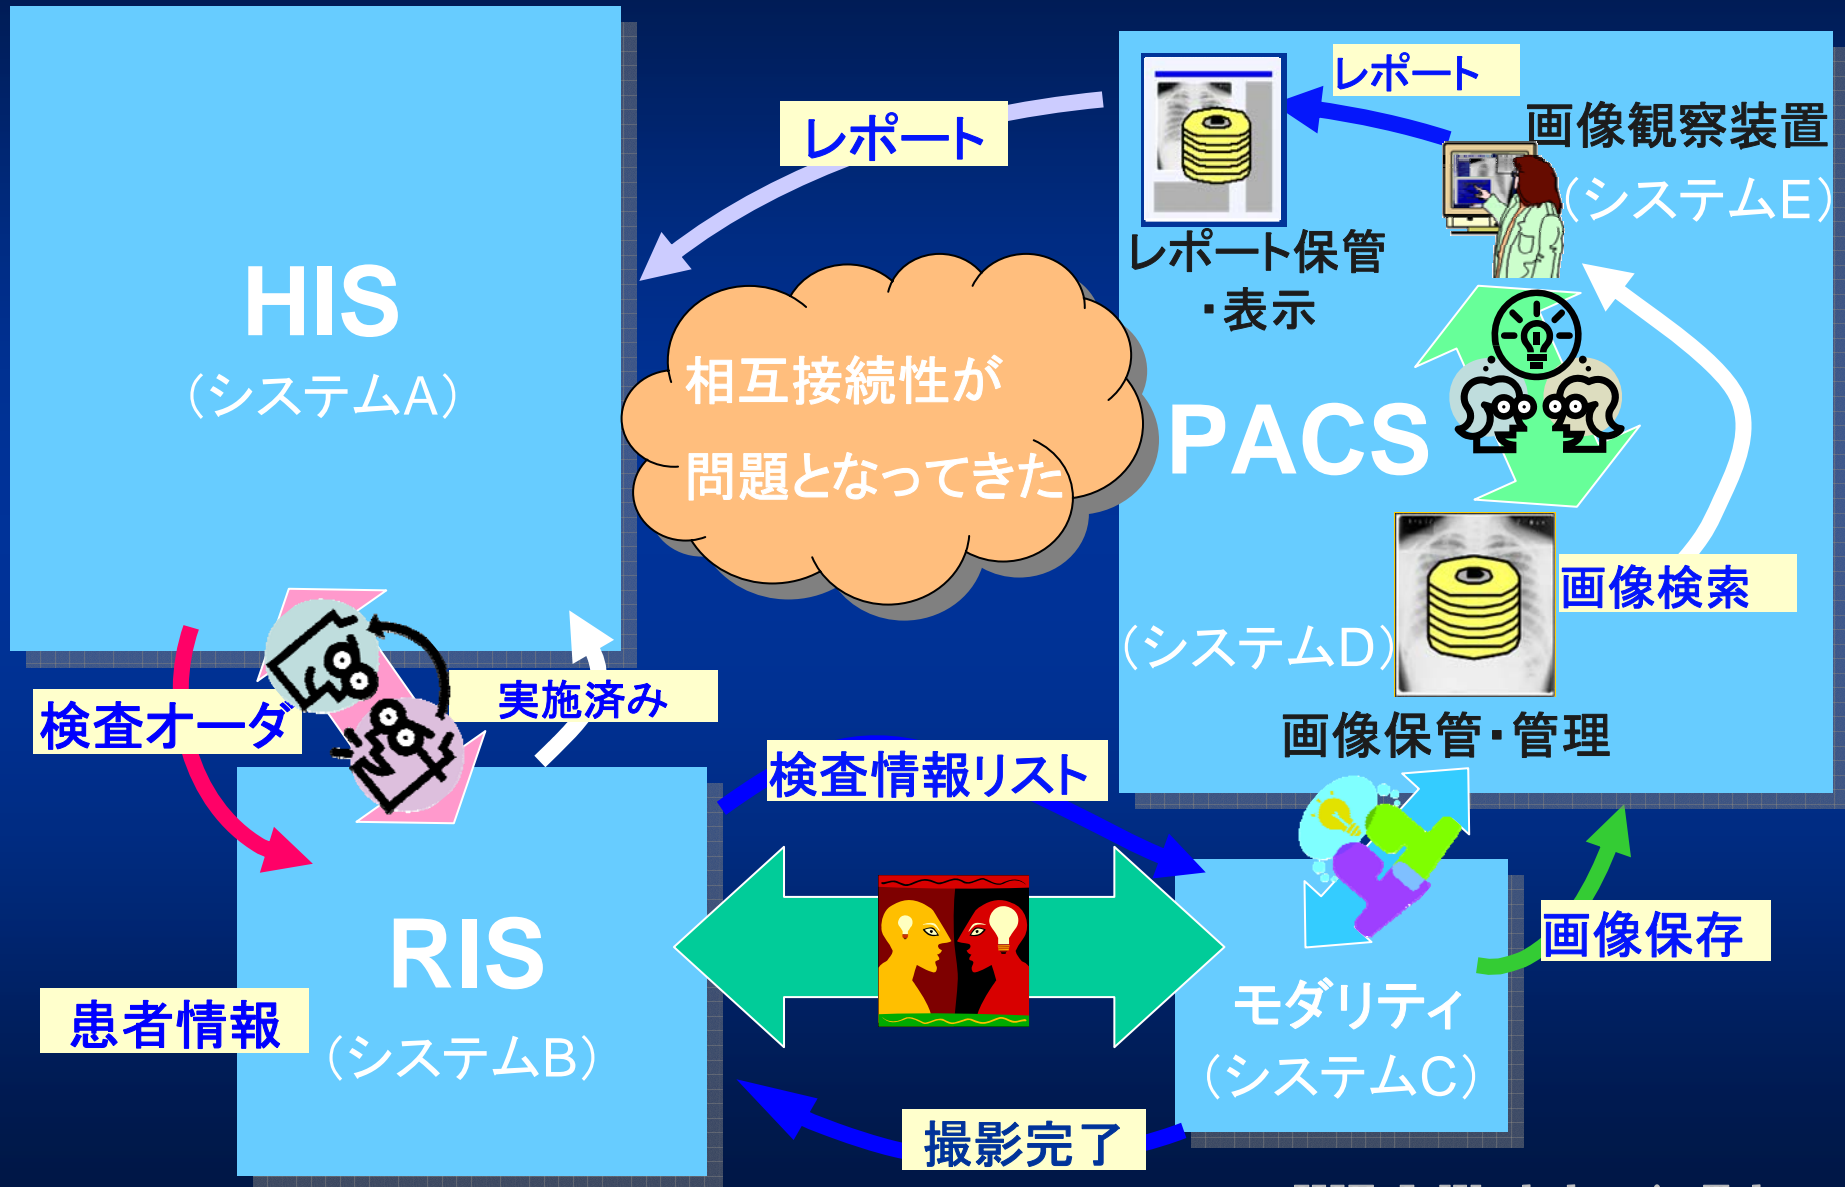 HIS
（システムA）
レポート
レポート
画像観察装置
（システムE）
レポート保管
・表示
相互接続性が
問題となってきた
PACS
画像検索
（システムD）
画像保管・管理
検査オーダ
実施済み
検査情報リスト
RIS
（システムB）
患者情報
画像保存
モダリティ
（システムC）
撮影完了